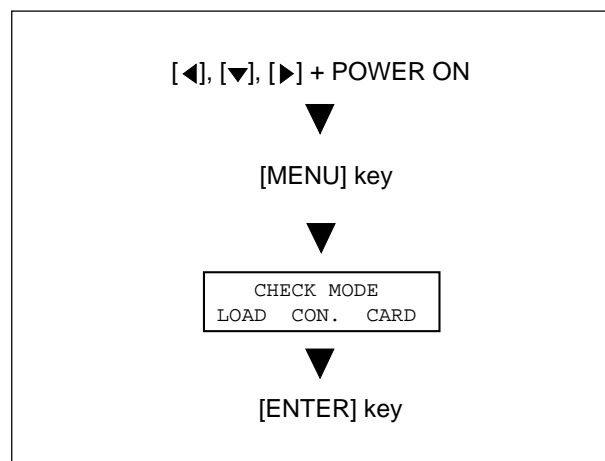 [◀], [▼], [▶] + POWER ON
[MENU] key
CHECK MODE
LOAD CON. CARD
[ENTER] key